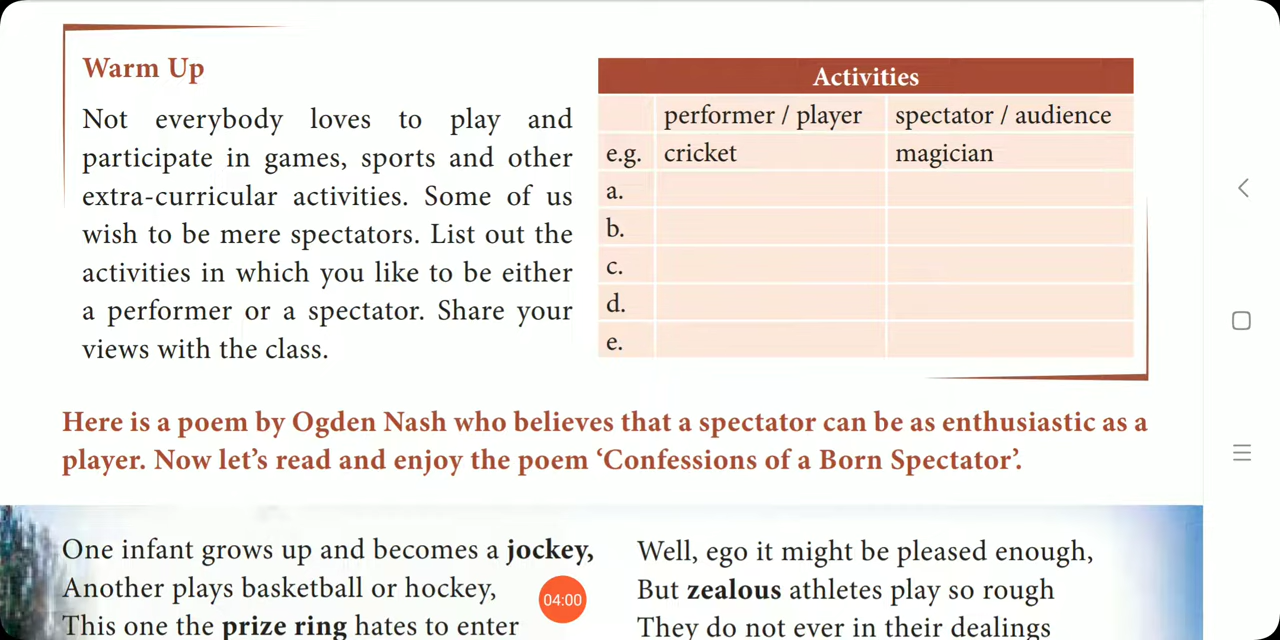 Warm Up
Not everybody loves to play and
participate in games, sports and other
extra-curricular activities. Some of us
wish to be mere spectators. List out the
activities in which you like to be either
a performer or a spectator. Share your
views with the class.
Activities
performer / player spectator / audience
e.g. cricket magician
a.
b.
c.
d.
e.
Here is a poem by Ogden Nash who believes that a spectator can be as enthusiastic as a
player. Now let’s read and enjoy the poem ‘Confessions of a Born Spectator’.
One infant grows up and becomes a jockey,
Another plays basketball or hockey,
This one the prize ring hates to enter
04:00
Well, ego it might be pleased enough,
But zealous athletes play so rough
They do not ever in their dealings